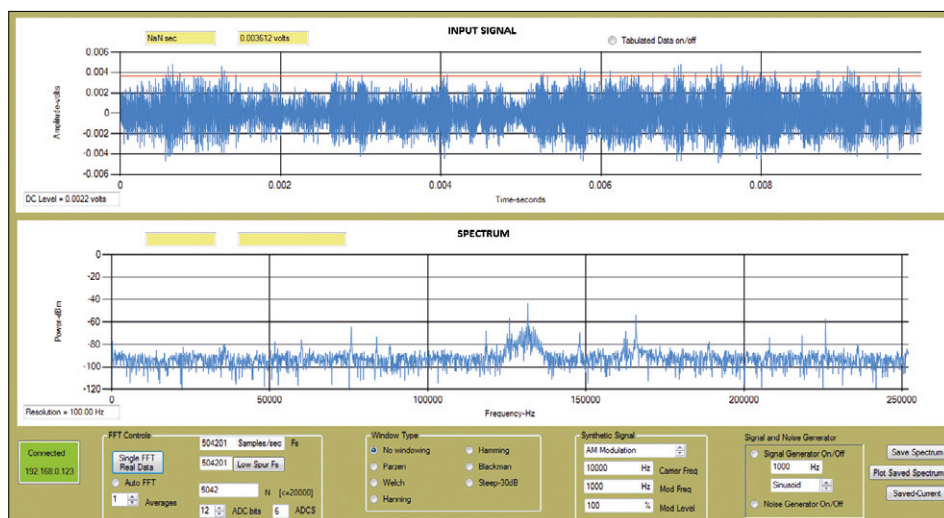 INPUT SIGNAL
NaN sec
0.003612 volts
Tabulated Data on/off
Amplitude-volts
0.006
0.004
0.002
0
-0.002
-0.004
-0.006
0
0.002
0.004
0.006
0.008
DC Level = 0.0022 volts
Time-seconds
SPECTRUM
Power-dBm
0
-20
-40
-60
-80
-100
-120
0
50000
100000
150000
200000
250000
Resolution = 100.00 Hz
Frequency-Hz
Connected
192.168.0.123
FFT Controls
Single FFT
Real Data
Auto FFT
1
Averages
504201 Samples/sec Fs
504201
Low Spur Fs
5042
N [<=20000]
12
ADC bits
6
ADCS
Window Type
No windowing
Parzen
Welch
Hanning
Hamming
Blackman
Steep-30dB
Synthetic Signal
AM Modulation
10000 Hz Carrier Freq
1000 Hz Mod Freq
100 % Mod Level
Signal and Noise Generator
Signal Generator On/Off
1000 Hz
Sinusoid
Noise Generator On/Off
Save Spectrum
Plot Saved Spectrum
Saved-Current